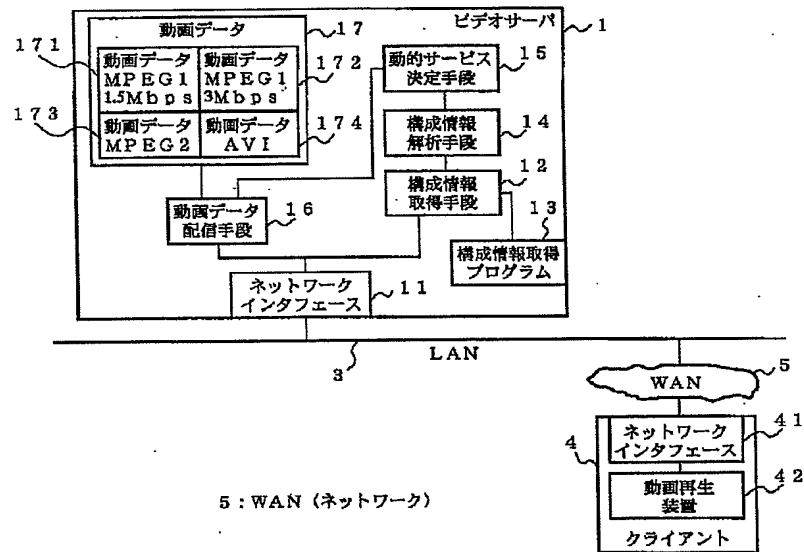 ビデオサーバ
1
動画データ
17
171
動画データ
MPEG1
1.5Mbps
動画データ
MPEG1
3Mbps
172
173
動画データ
MPEG2
動画データ
AVI
174
動的サービス
決定手段
15
構成情報
解析手段
14
構成情報
取得手段
12
動画データ
配信手段
16
13
構成情報取得
プログラム
ネットワーク
インタフェース
11
LAN
3
WAN
5
4
ネットワーク
インタフェース
41
動画再生
装置
42
クライアント
5:WAN(ネットワーク)